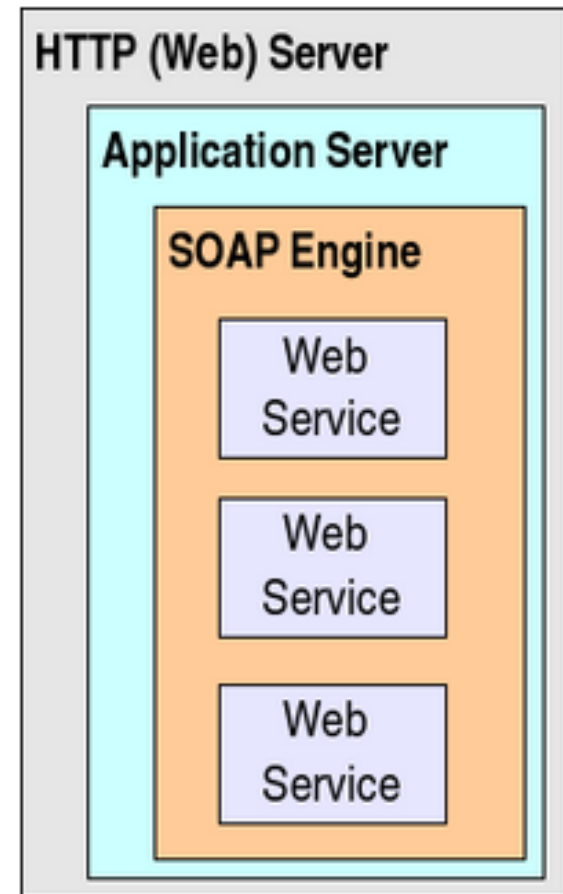 HTTP (Web) Server
Application Server
SOAP Engine
Web
Service
Web
Service
Web
Service